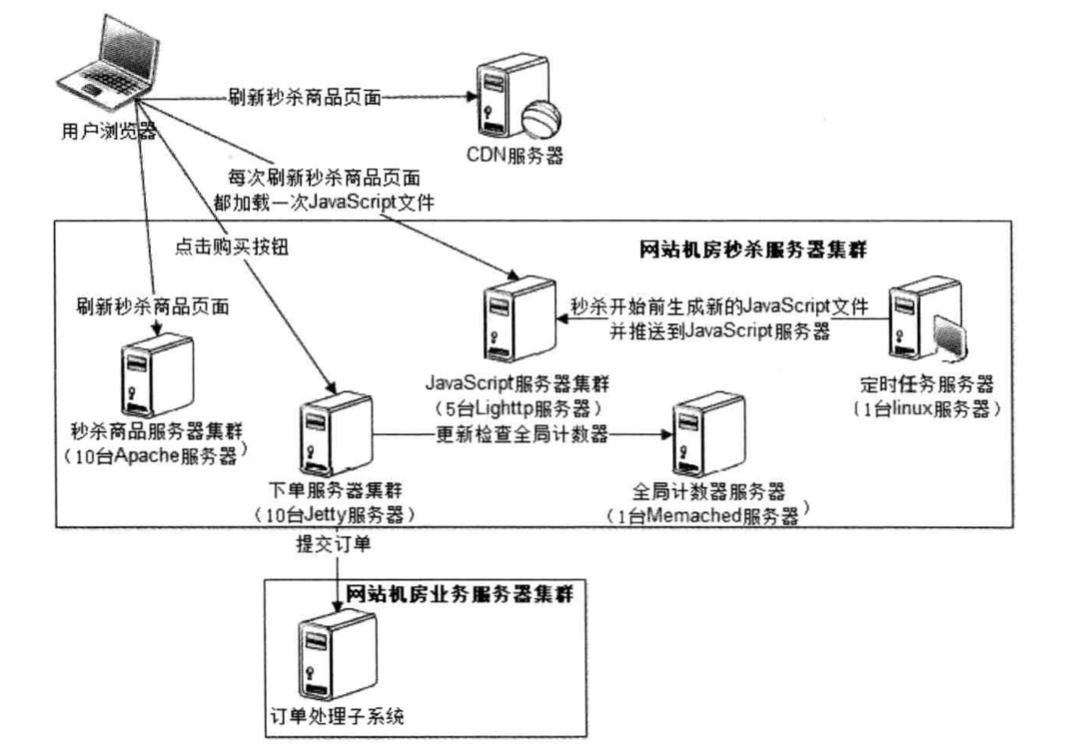 刷新秒杀商品页面
用户浏览器
CDN服务器
每次刷新秒杀商品页面
都加载一次JavaScript文件
网站机房秒杀服务器集群
点击购买按钮
刷新秒杀商品页面
秒杀开始前生成新的JavaScript文件
并推送到JavaScript服务器
JavaScript服务器集群
(5台Lighttp服务器)
定时任务服务器
(1台linux服务器)
秒杀商品服务器集群
(10台Apache服务器)
更新检查全局计数器
下单服务器集群
(10台Jetty服务器)
全局计数器服务器
(1台Memached服务器)
提交订单
网站机房业务服务器集群
订单处理子系统